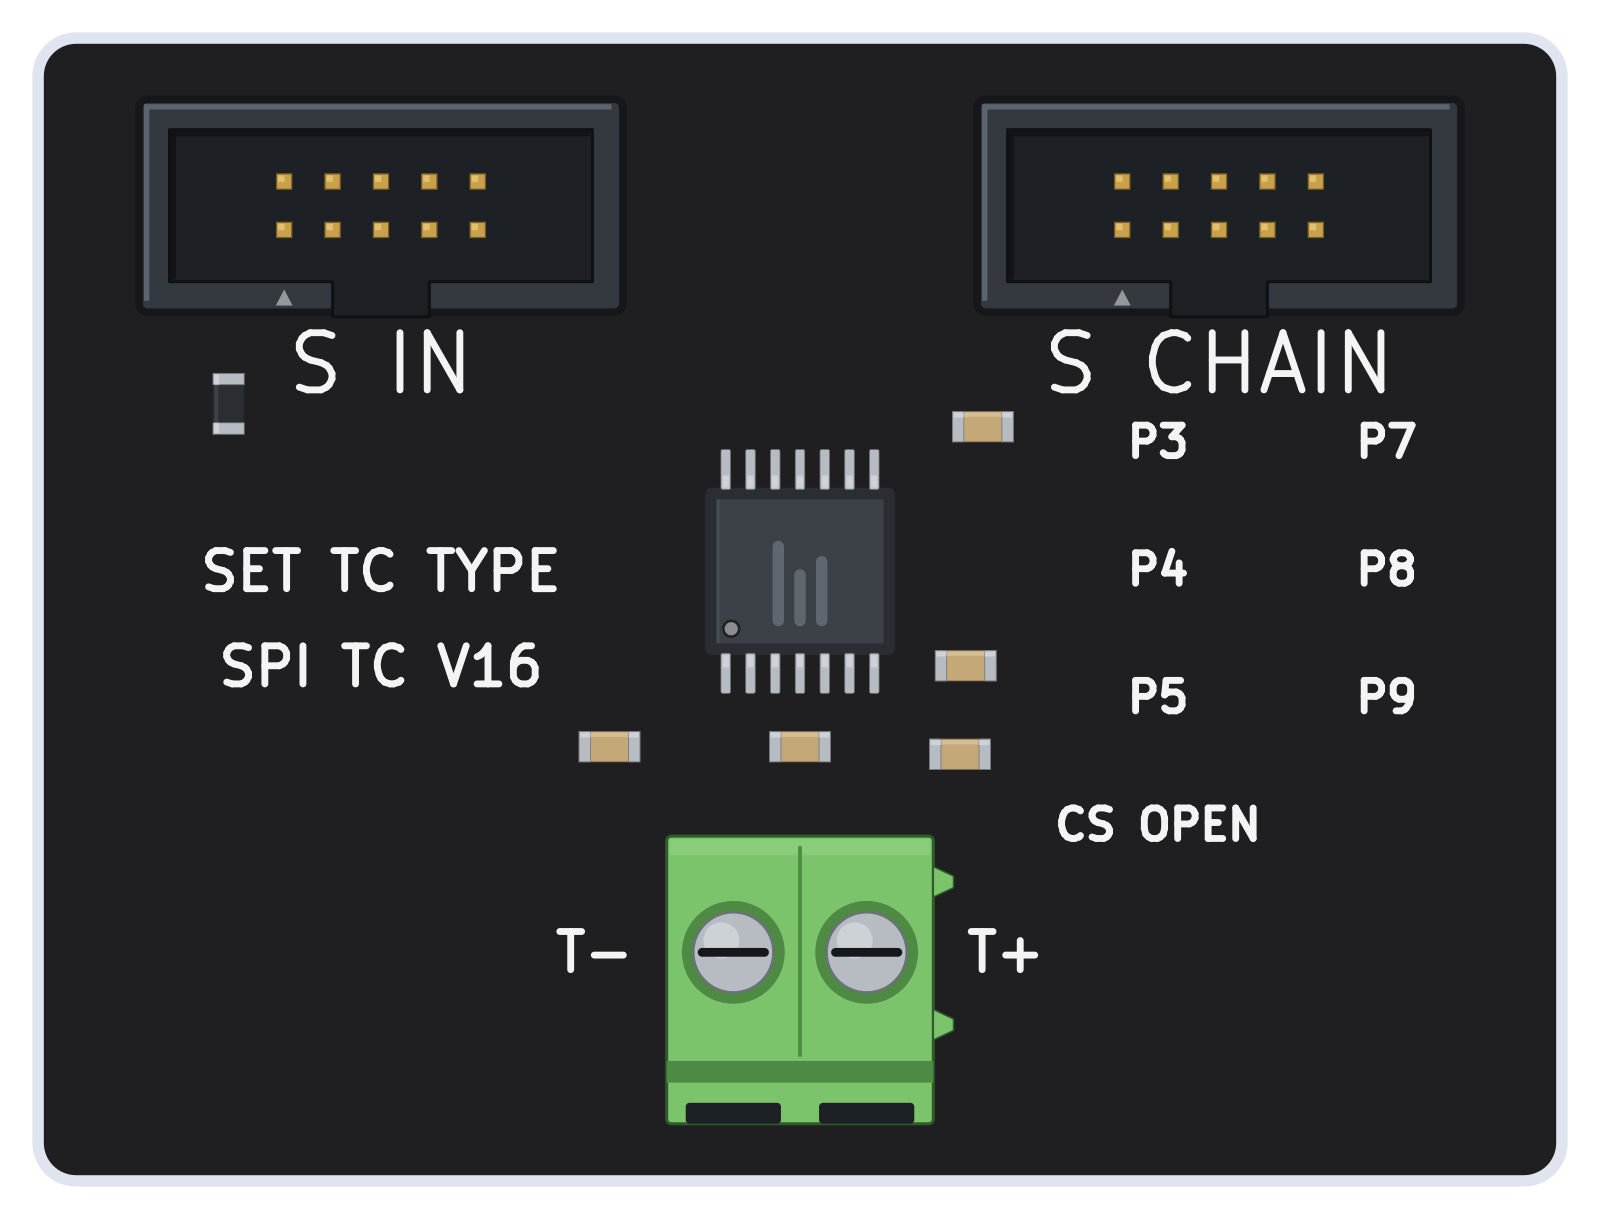 S IN
S CHAIN
P3 P7
SET TC TYPE
P4 P8
SPI TC V16
P5 P9
CS OPEN
T- T+